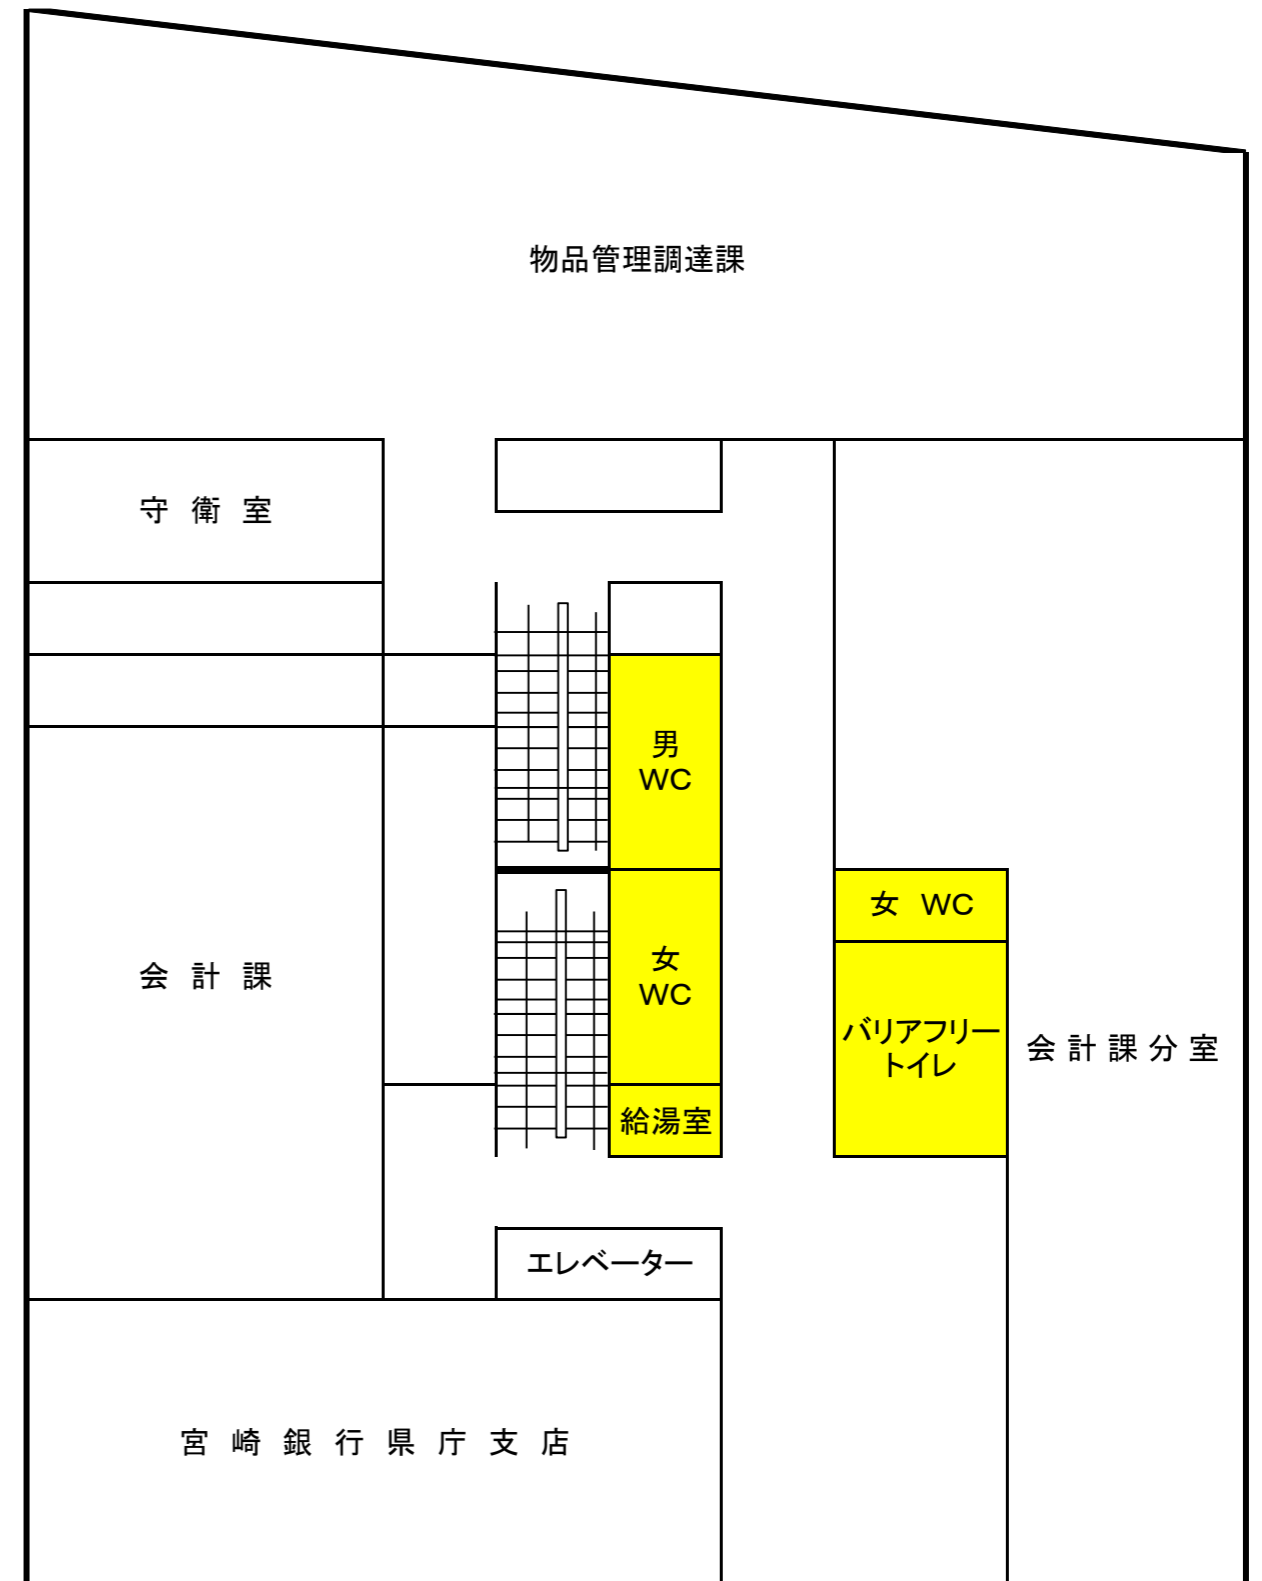 物品管理調達課
守 衛 室
男
WC
女 WC
女
WC
会 計 課
バリアフリー
トイレ
会 計 課 分 室
給湯室
エレベーター
宮 崎 銀 行 県 庁 支 店